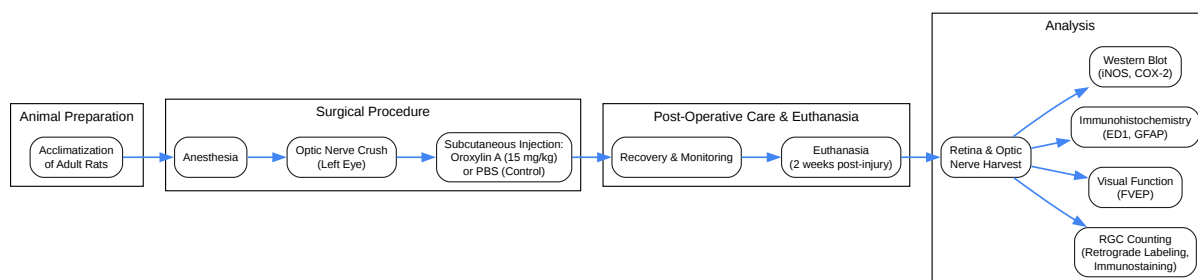 Animal Preparation
Acclimatization
of Adult Rats
Surgical Procedure
Anesthesia
Optic Nerve Crush
(Left Eye)
Subcutaneous Injection:
Oroxylin A (15 mg/kg)
or PBS (Control)
Post-Operative Care & Euthanasia
Recovery & Monitoring
Euthanasia
(2 weeks post-injury)
Analysis
Retina & Optic
Nerve Harvest
Western Blot
(iNOS, COX-2)
Immunohistochemistry
(ED1, GFAP)
Visual Function
(FVEP)
RGC Counting
(Retrograde Labeling,
Immunostaining)